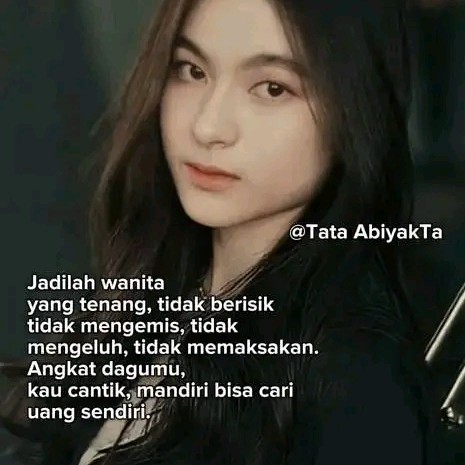 @Tata AbiyakTa
Jadilah wanita
yang tenang, tidak berisik
tidak mengemis, tidak
mengeluh, tidak memaksakan.
Angkat dagumu,
kau cantik, mandiri bisa cari
uang sendiri.